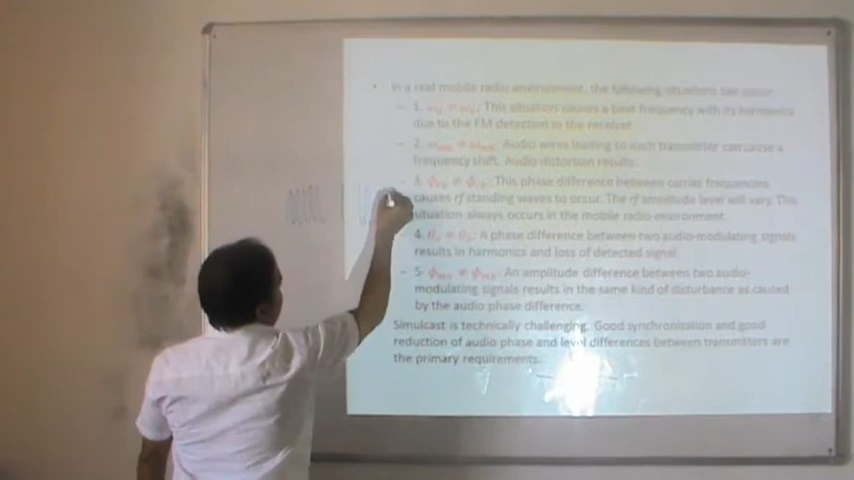 • In a real mobile radio environment, the following situations can occur
– 1. This situation causes a beat frequency with its harmonics
due to the FM detection in the receiver.
– 2. Audio wires leading to each transmitter can cause a
frequency shift. Audio distortion results.
3. This phase difference between carrier frequencies
causes rf standing waves to occur. The rf amplitude level will vary. This
situation always occurs in the mobile radio environment.
4. A phase difference between two audio-modulating signals
results in harmonics and loss of detected signal.
– 5. An amplitude difference between two audio-
modulating signals results in the same kind of disturbance as caused
by the audio phase difference.
Simulcast is technically challenging. Good synchronization and good
reduction of audio phase and level differences between transmitters are
the primary requirements.